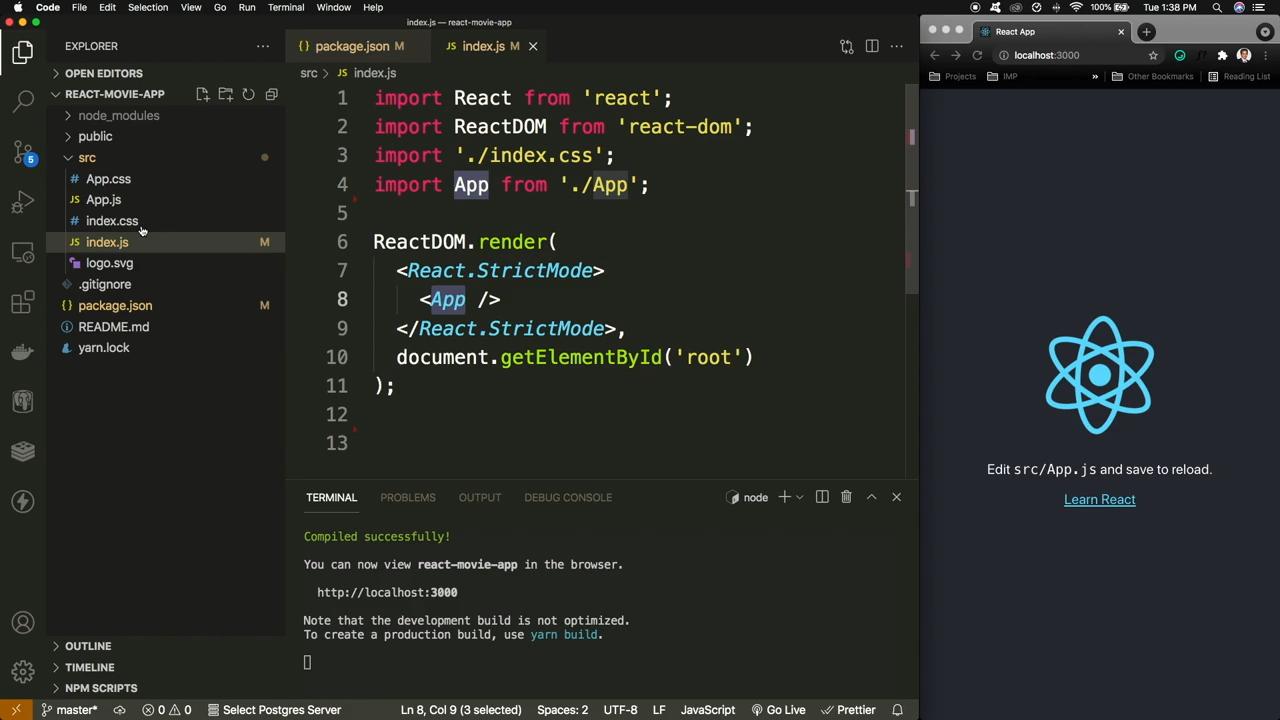 Code File Edit Selection View Go Run Terminal Window Help
100% Tue 1:38 PM
index.js — react-movie-app
EXPLORER
OPEN EDITORS
REACT-MOVIE-APP
node_modules
public
src
# App.css
JS App.js
# index.css
JS index.js M
logo.svg
.gitignore
{} package.json M
README.md
yarn.lock
5
OUTLINE
TIMELINE
NPM SCRIPTS
{} package.json M
JS index.js M
src JS index.js
1 import React from 'react';
2 import ReactDOM from 'react-dom';
3 import './index.css';
4 import App from './App';
5
6 ReactDOM.render(
7 <React.StrictMode>
8 <App />
9 </React.StrictMode>,
10 document.getElementById('root')
11 );
12
13
TERMINAL PROBLEMS OUTPUT DEBUG CONSOLE
node
Compiled successfully!
You can now view react-movie-app in the browser.
http://localhost:3000
Note that the development build is not optimized.
To create a production build, use yarn build.
master* 0 0 Select Postgres Server Ln 8, Col 9 (3 selected) Spaces: 2 UTF-8 LF JavaScript Go Live Prettier
React App
localhost:3000
Projects IMP » Other Bookmarks Reading List
Edit src/App.js and save to reload.
Learn React